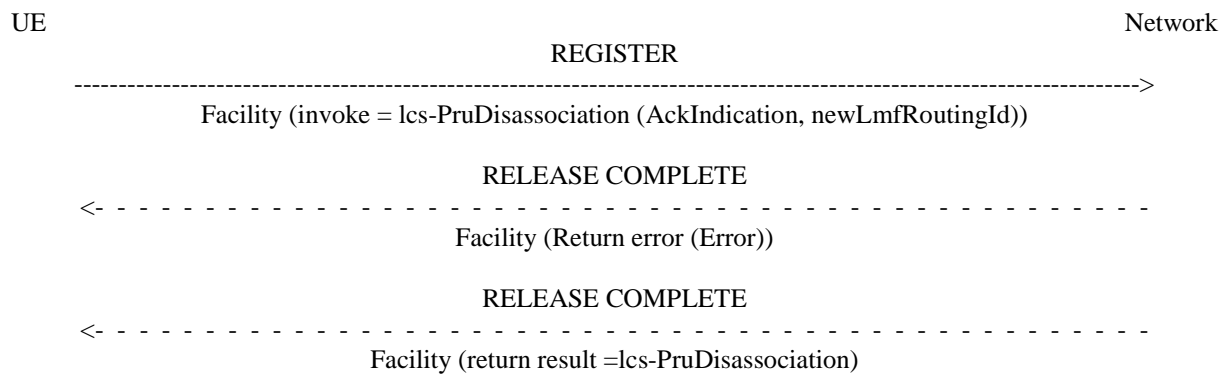 UE Network
REGISTER
Facility (invoke = lcs-PruDisassociation (AckIndication, newLmfRoutingId))
RELEASE COMPLETE
Facility (Return error (Error))
RELEASE COMPLETE
Facility (return result =lcs-PruDisassociation)